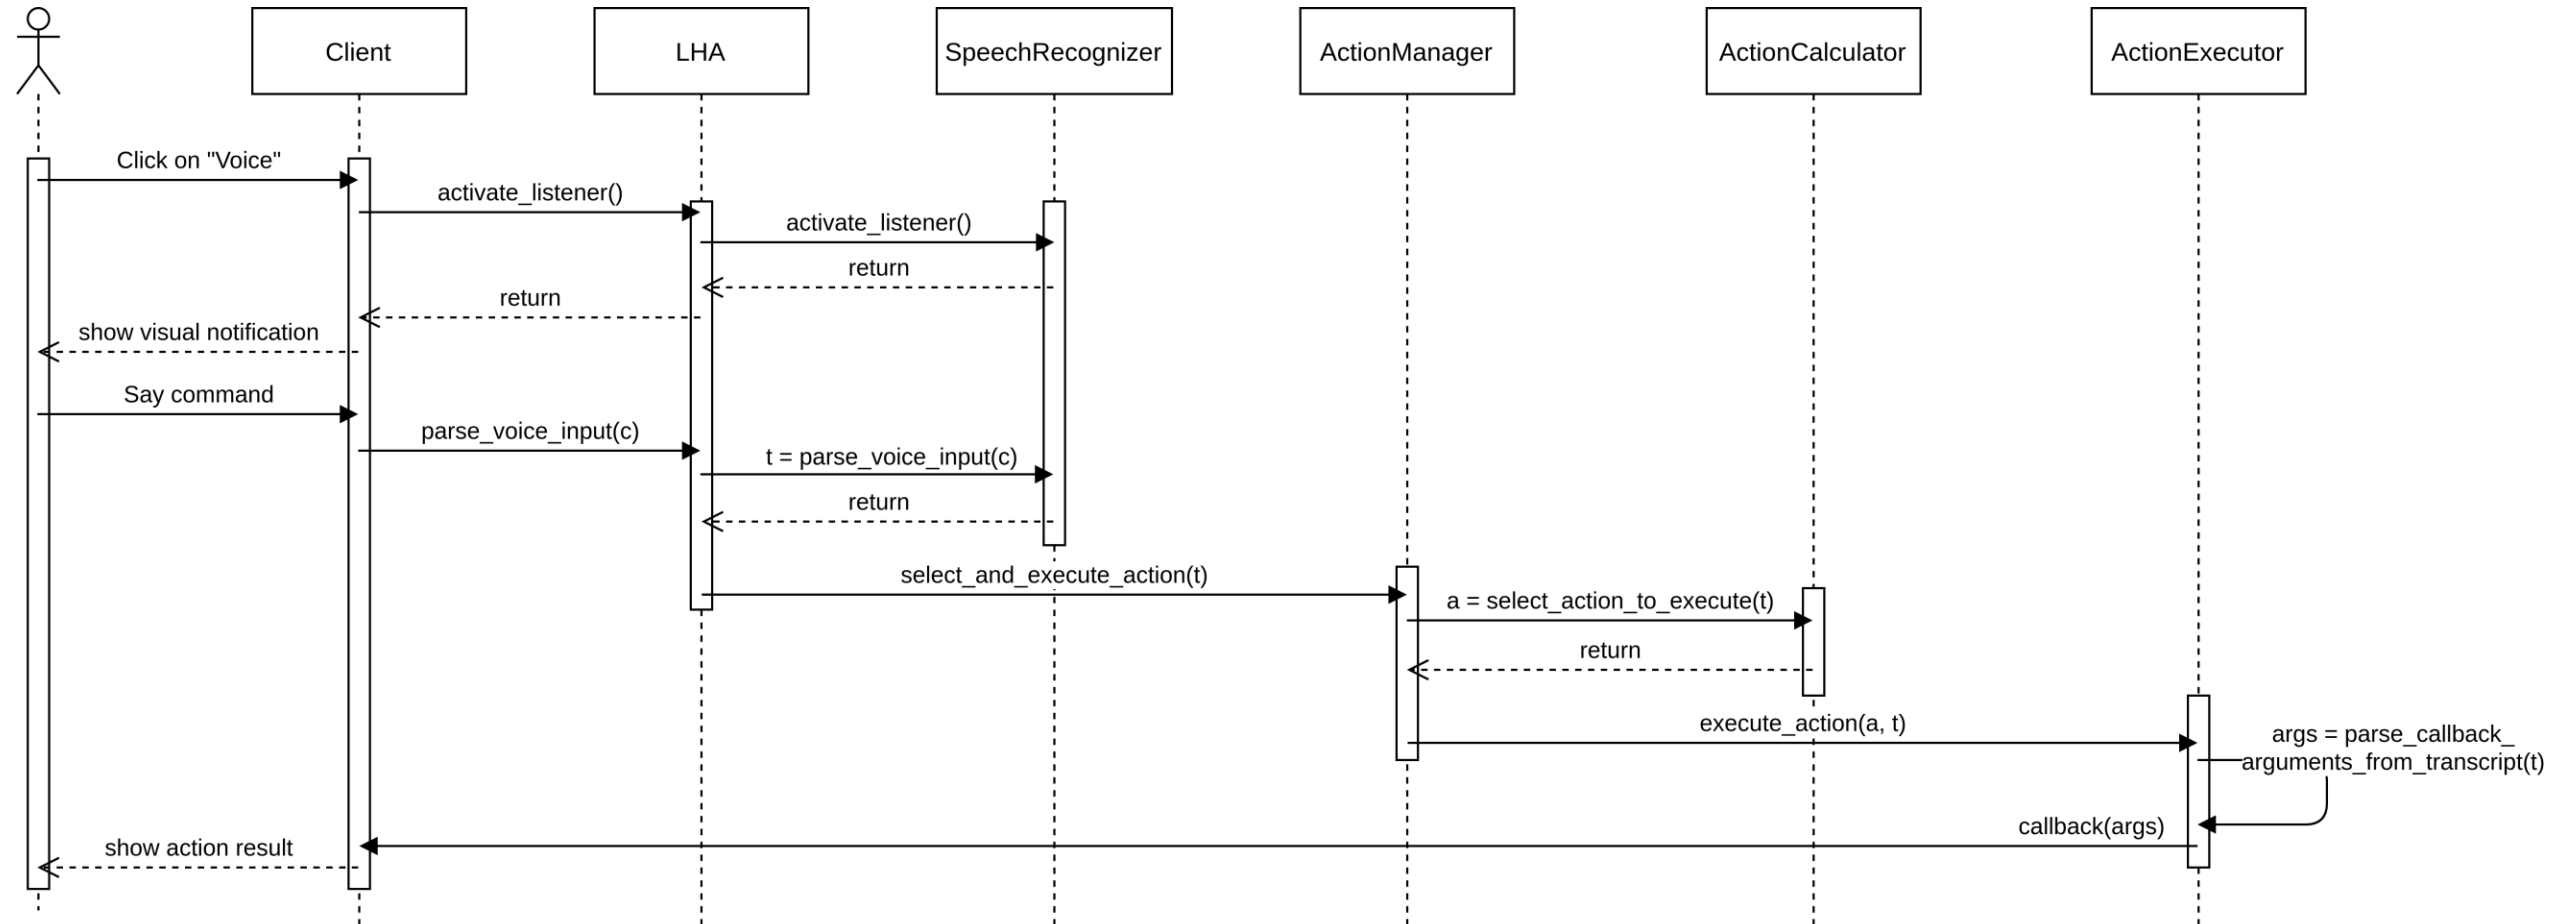 Client
LHA
SpeechRecognizer
ActionManager
ActionCalculator
ActionExecutor
Click on "Voice"
activate_listener()
activate_listener()
return
return
show visual notification
Say command
parse_voice_input(c)
t = parse_voice_input(c)
return
select_and_execute_action(t)
a = select_action_to_execute(t)
return
execute_action(a, t)
args = parse_callback_
arguments_from_transcript(t)
callback(args)
show action result